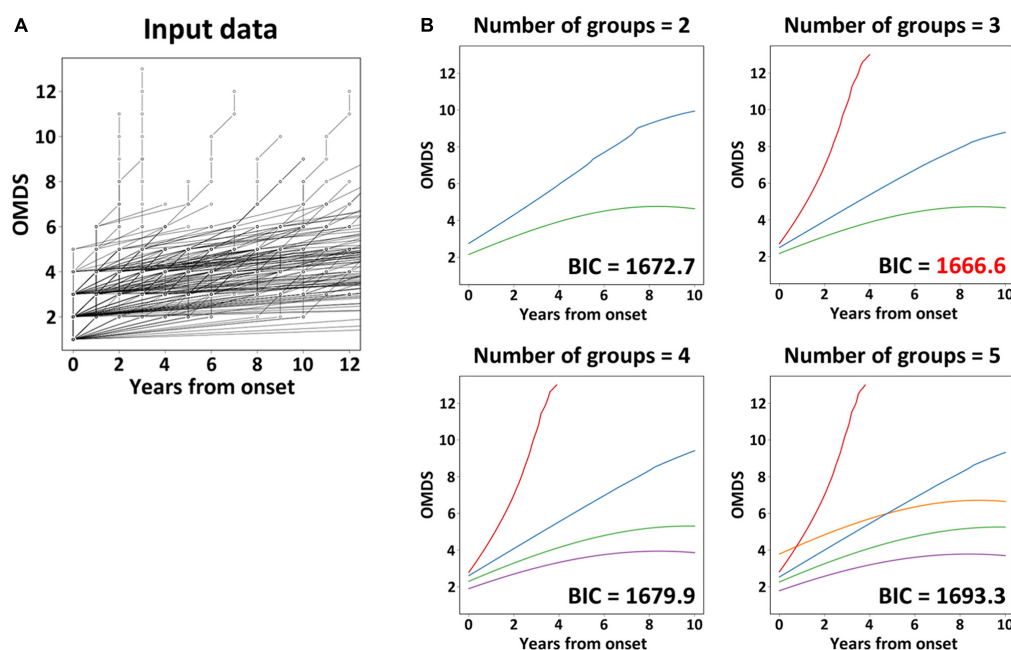 A
Input data
OMDS
12
10
8
6
4
2
0 2 4 6 8 10 12
Years from onset
B
Number of groups = 2
OMDS
12
10
8
6
4
2
BIC = 1672.7
0 2 4 6 8 10
Years from onset
Number of groups = 3
OMDS
12
10
8
6
4
2
BIC = 1666.6
0 2 4 6 8 10
Years from onset
Number of groups = 4
OMDS
12
10
8
6
4
2
BIC = 1679.9
0 2 4 6 8 10
Years from onset
Number of groups = 5
OMDS
12
10
8
6
4
2
BIC = 1693.3
0 2 4 6 8 10
Years from onset